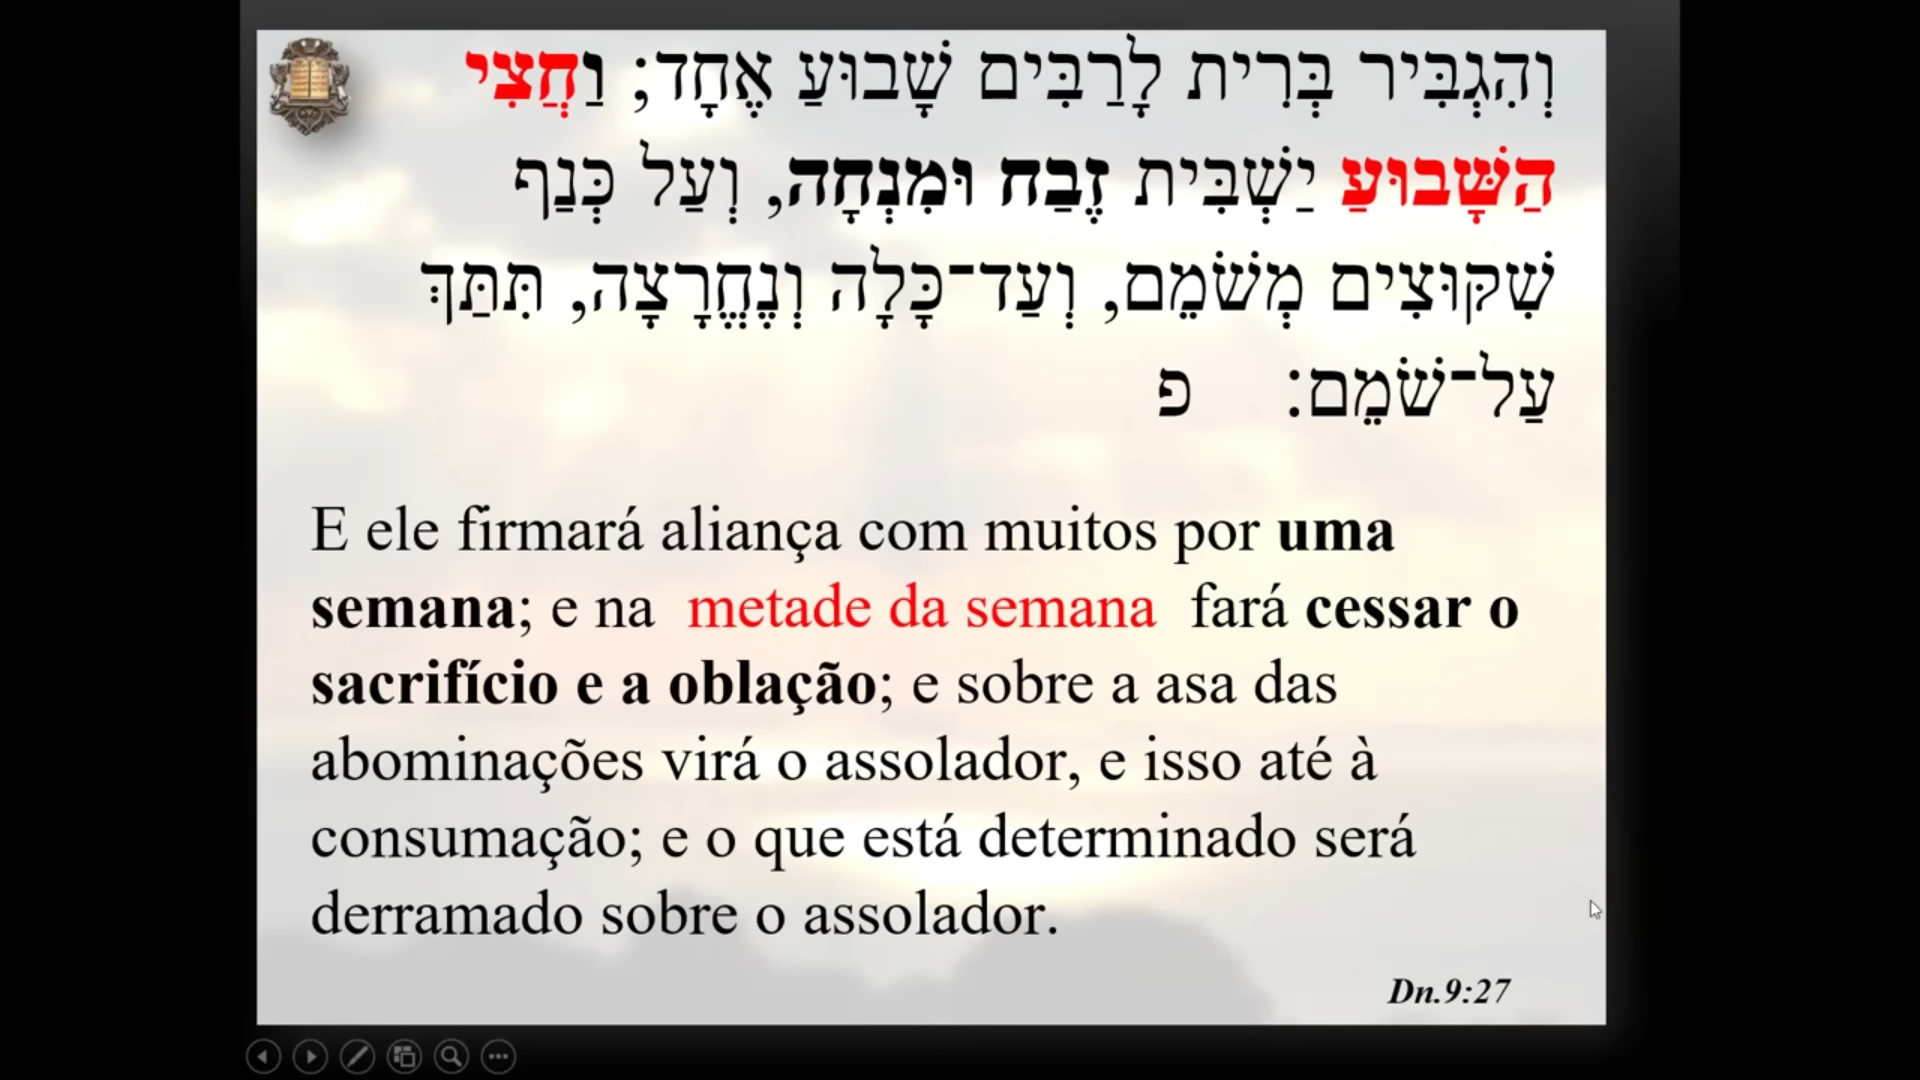 וְהִגְבִּיר בְּרִית לָרַבִּים שָׁבוּעַ אֶחָד; וַחֲצִי
הַשָּׁבוּעַ יַשְׁבִּית זֶבַח וּמִנְחָה, וְעַל כְּנַף
שִׁקּוּצִים מְשֹׁמֵם, וְעַד־כָּלָה וְנֶחֱרָצָה, תִּתַּךְ
עַל־שֹׁמֵם: פ
E ele firmará aliança com muitos por uma
semana; e na metade da semana fará cessar o
sacrifício e a oblação; e sobre a asa das
abominações virá o assolador, e isso até à
consumação; e o que está determinado será
derramado sobre o assolador.
Dn.9:27